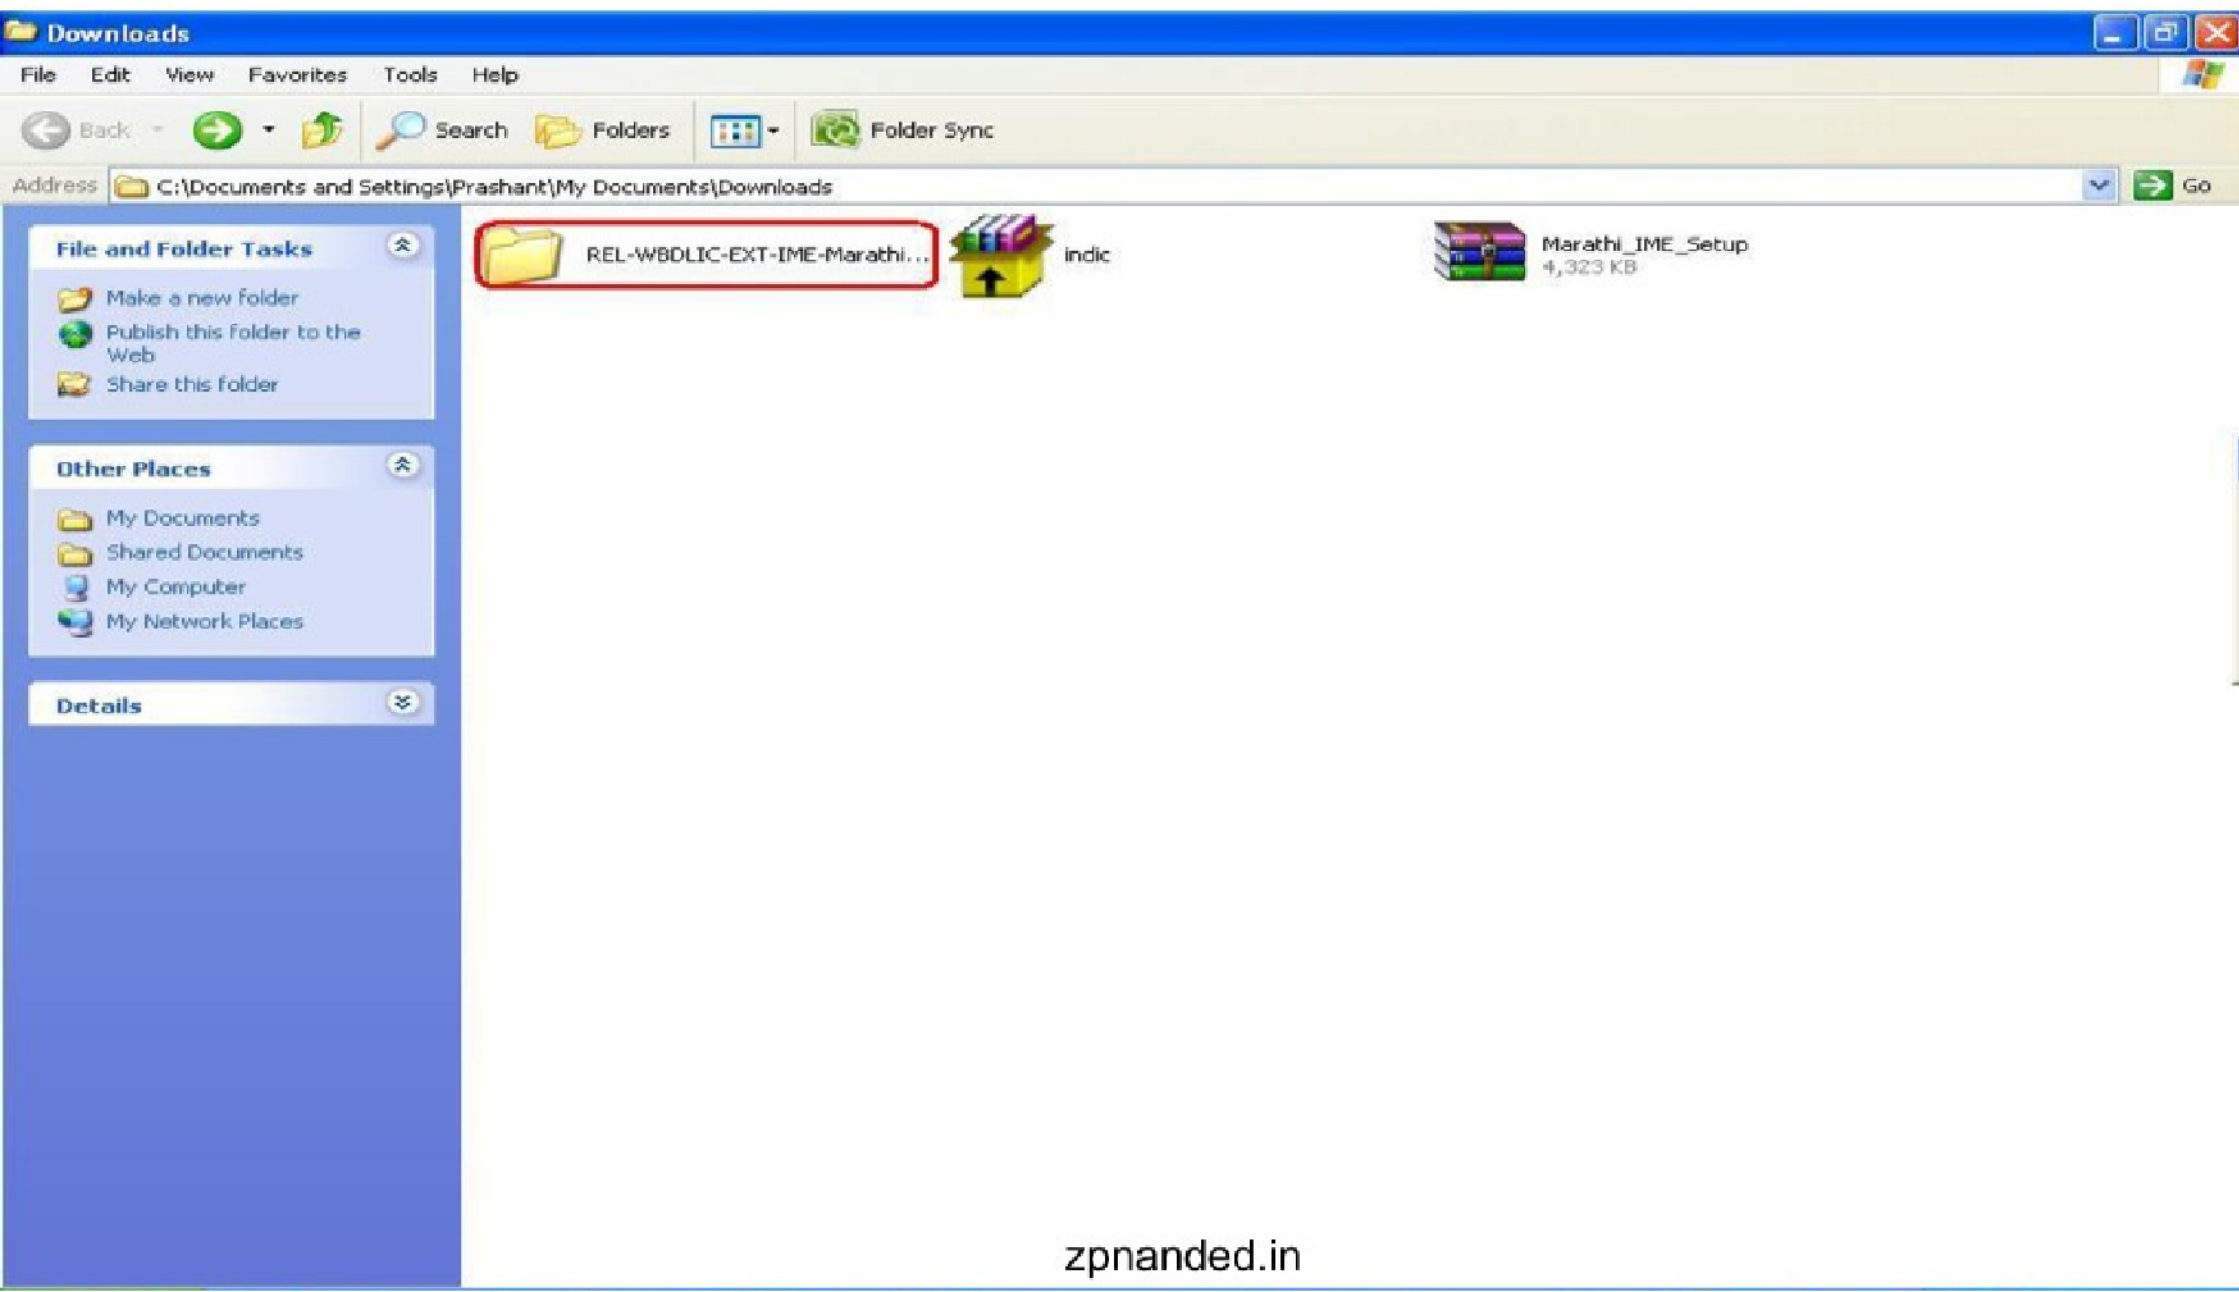 Downloads
File Edit View Favorites Tools Help
Back Search Folders Folder Sync
Address C:\Documents and Settings\Prashant\My Documents\Downloads Go
File and Folder Tasks
Make a new folder
Publish this folder to the
Web
Share this folder
Other Places
My Documents
Shared Documents
My Computer
My Network Places
Details
REL-WBDLIC-EXT-IME-Marathi...
indic
Marathi_IME_Setup
4,323 KB
zpnanded.in